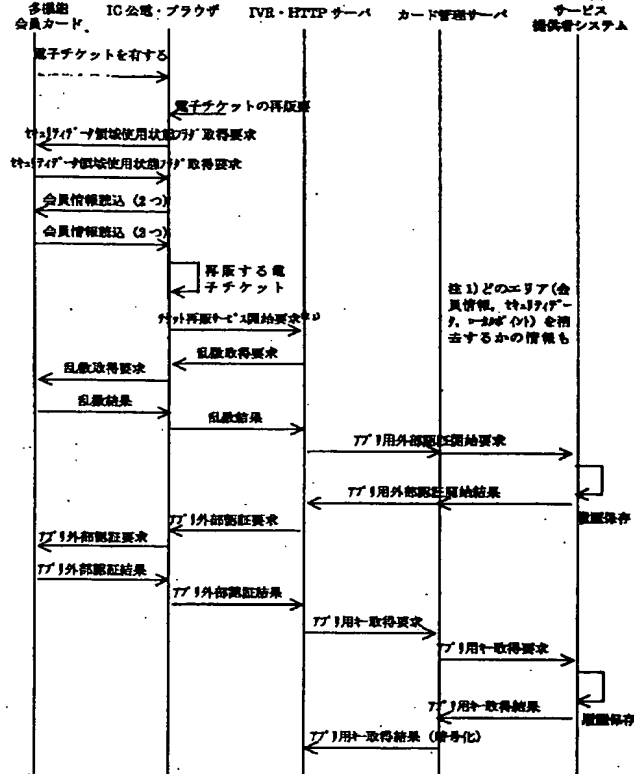 多機能
会員カード
IC公電・ブラウザ
IVR・HTTPサーバ
カード管理サーバ
サービス
提供者システム
電子チケットを有する
電子チケットの再販
ｾｷｭﾘﾃｨﾃﾞｰﾀ領域使用状態ﾌﾗｸﾞ取得要求
ｾｷｭﾘﾃｨﾃﾞｰﾀ領域使用状態ﾌﾗｸﾞ取得要求
会員情報読込（2つ）
会員情報読込（2つ）
再販する電
子チケット
注1)どのエリア(会
員情報、ｾｷｭﾘﾃｨﾃﾞｰ
ﾀ、ﾄｰﾀﾙﾎﾟｲﾝﾄ）を消
去するかの情報も
ﾁｹｯﾄ再販ｻｰﾋﾞｽ開始要求
乱数取得要求
乱数取得要求
乱数結果
乱数結果
ｱﾌﾟﾘ用外部認証開始要求
ｱﾌﾟﾘ用外部認証開始結果
履歴保存
ｱﾌﾟﾘ外部認証要求
ｱﾌﾟﾘ外部認証要求
ｱﾌﾟﾘ外部認証結果
ｱﾌﾟﾘ外部認証結果
ｱﾌﾟﾘ用ｷｰ取得要求
ｱﾌﾟﾘ用ｷｰ取得要求
ｱﾌﾟﾘ用ｷｰ取得結果
履歴保存
ｱﾌﾟﾘ用ｷｰ取得結果（暗号化）